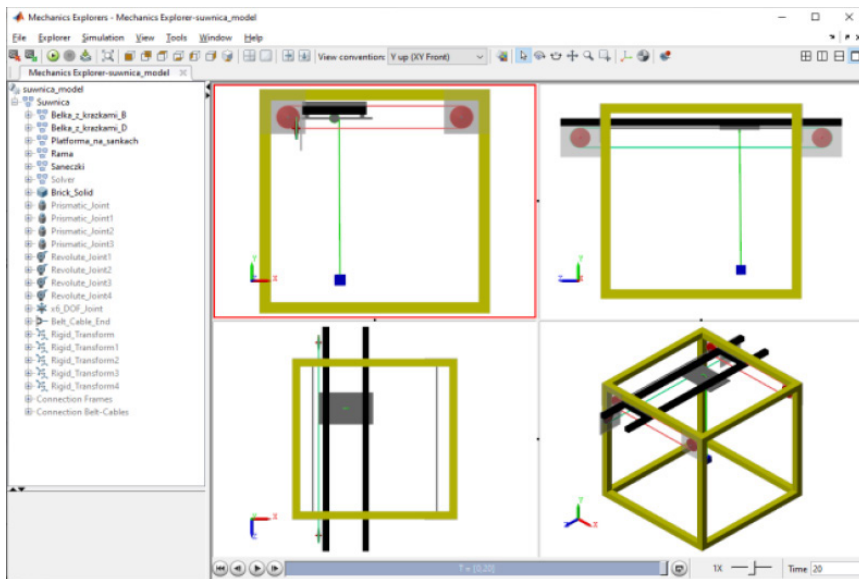 Mechanics Explorers - Mechanics Explorer-suwnica_model
File Explorer Simulation View Tools Window Help
View convention: Y up (XY Front)
Mechanics Explorer-suwnica_model
suwnica_model
Suwnica
Belka_z_krazkami_B
Belka_z_krazkami_D
Platforma_na_sankach
Rama
Saneczki
Solver
Brick_Solid
Prismatic_Joint
Prismatic_Joint1
Prismatic_Joint2
Prismatic_Joint3
Revolute_Joint1
Revolute_Joint2
Revolute_Joint3
Revolute_Joint4
x6_DOF_Joint
Belt_Cable_End
Rigid_Transform
Rigid_Transform1
Rigid_Transform2
Rigid_Transform3
Rigid_Transform4
Connection Frames
Connection Belt-Cables
T = [0,20]
1X
Time 20